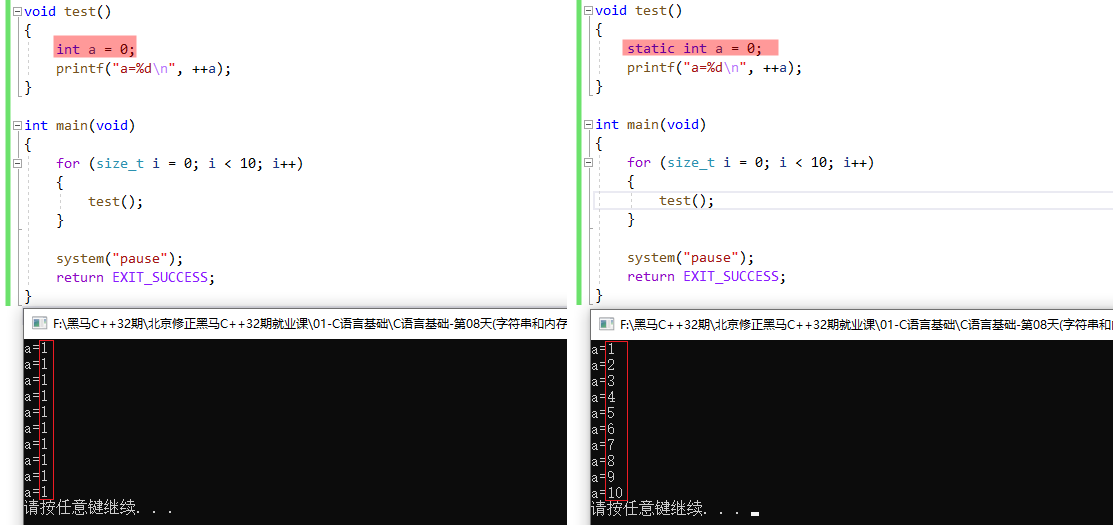 void test()
{
int a = 0;
printf("a=%d\n", ++a);
}
int main(void)
{
for (size_t i = 0; i < 10; i++)
{
test();
}
system("pause");
return EXIT_SUCCESS;
}
F:\黑马C++32期\北京修正黑马C++32期就业课\01-C语言基础\C语言基础-第08天(字符串和内存
a=1
a=1
a=1
a=1
a=1
a=1
a=1
a=1
a=1
a=1
请按任意键继续. . .
void test()
{
static int a = 0;
printf("a=%d\n", ++a);
}
int main(void)
{
for (size_t i = 0; i < 10; i++)
{
test();
}
system("pause");
return EXIT_SUCCESS;
}
F:\黑马C++32期\北京修正黑马C++32期就业课\01-C语言基础\C语言基础-第08天(字符串和
a=1
a=2
a=3
a=4
a=5
a=6
a=7
a=8
a=9
a=10
请按任意键继续. . .